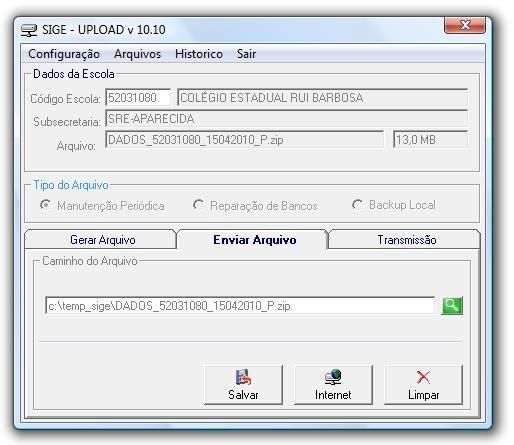 SIGE - UPLOAD v 10.10
Configuração Arquivos Historico Sair
Dados da Escola
Código Escola: 52031080 COLÉGIO ESTADUAL RUI BARBOSA
Subsecretaria: SRE-APARECIDA
Arquivo: DADOS_52031080_15042010_P.zip 13,0 MB
Tipo do Arquivo
Manutenção Periódica Reparação de Bancos Backup Local
Gerar Arquivo Enviar Arquivo Transmissão
Caminho do Arquivo
c:\temp_sige\DADOS_52031080_15042010_P.zip
Salvar Internet Limpar